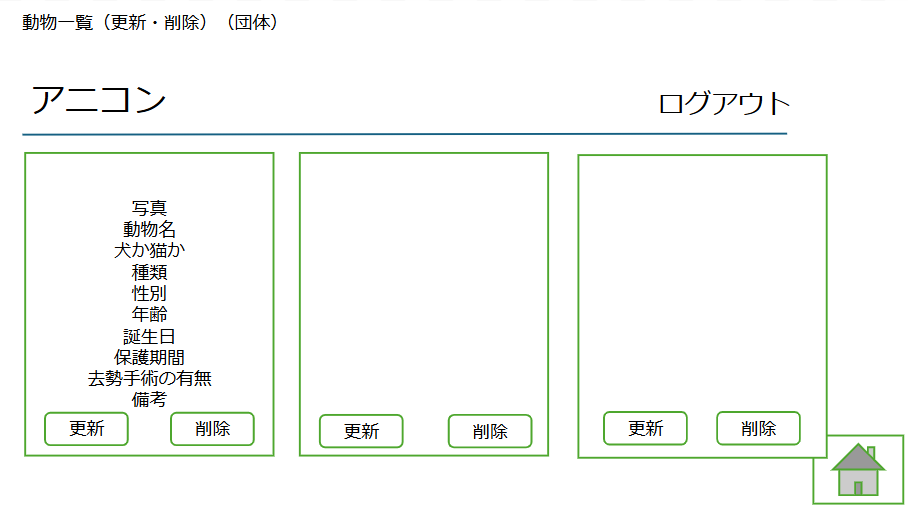 動物一覧（更新・削除）（団体）
アニコン
ログアウト
写真
動物名
犬か猫か
種類
性別
年齢
誕生日
保護期間
去勢手術の有無
備考
更新
削除
更新
削除
更新
削除